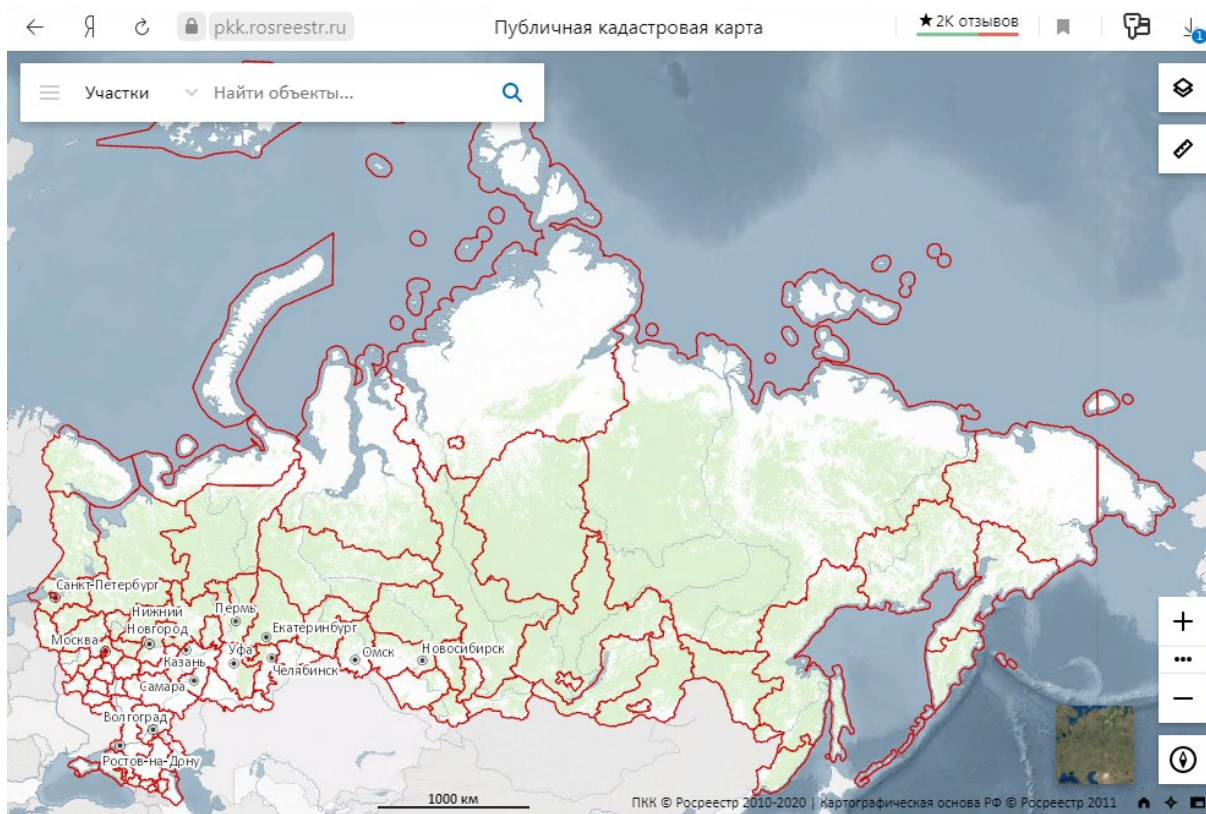 Я
pkk.rosreestr.ru
Публичная кадастровая карта
★ 2K отзывов
1
Участки
Найти объекты...
Санкт-Петербург
Нижний
Новгород
Пермь
Екатеринбург
Москва
Казань
Уфа
Челябинск
Омск
Новосибирск
Самара
Волгоград
Ростов-на-Дону
1000 км
ПКК © Росреестр 2010-2020 | Картографическая основа РФ © Росреестр 2011